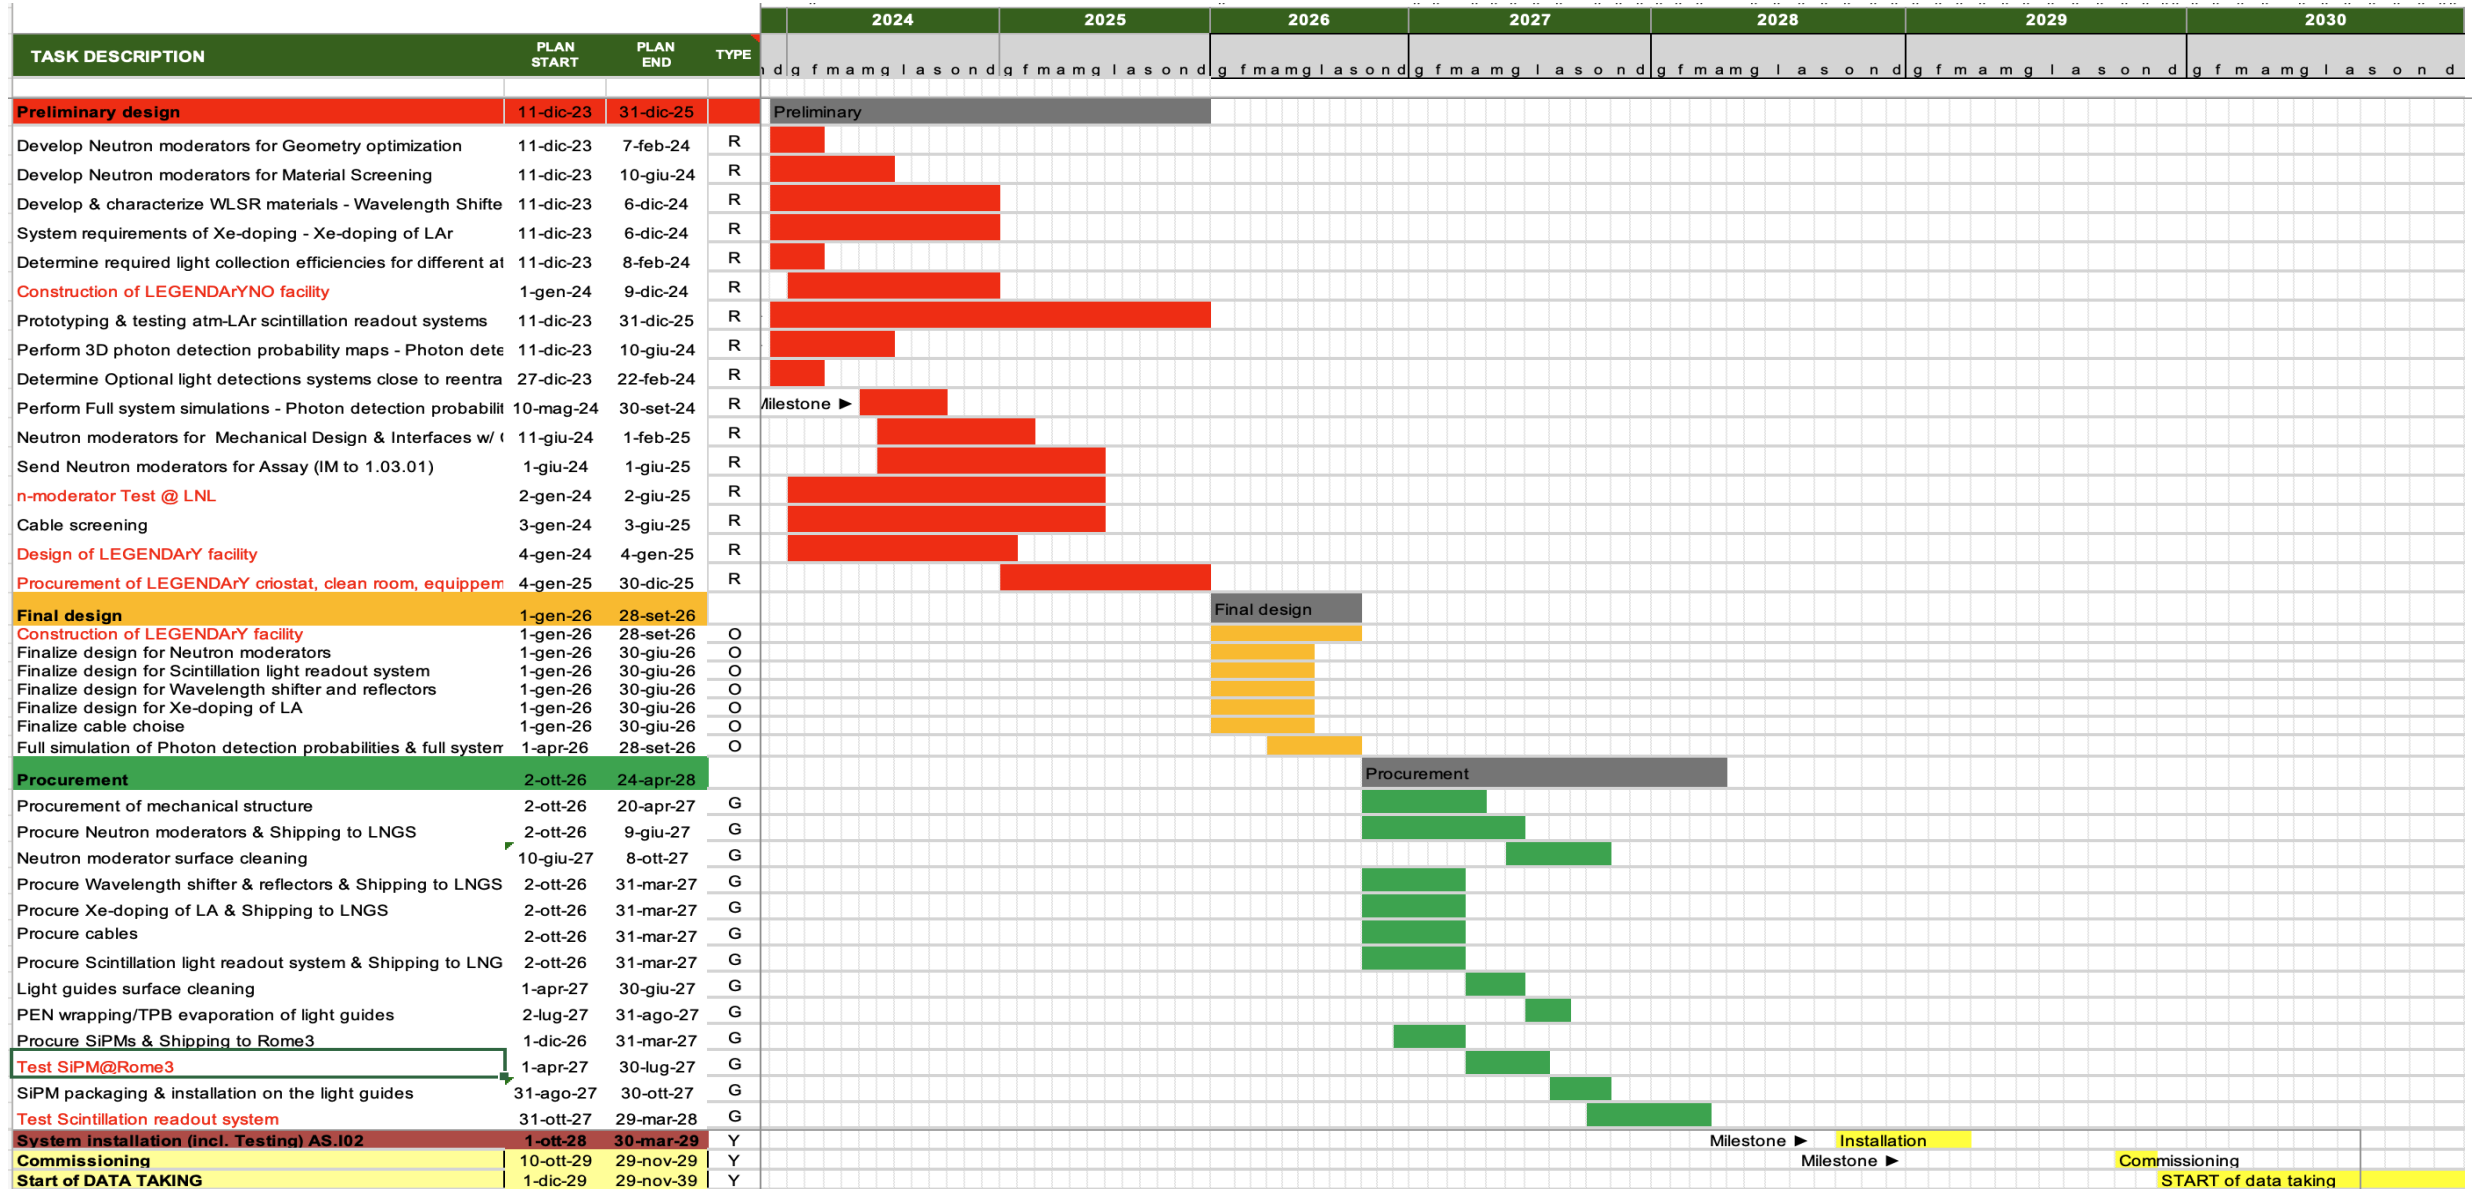 2024 2025 2026 2027 2028 2029 2030
TASK DESCRIPTION PLAN START PLAN END TYPE
d g f m a m g l a s o n d g f m a m g l a s o n d g f m a m g l a s o n d g f m a m g l a s o n d g f m a m g l a s o n d g f m a m g l a s o n d g f m a m g l a s o n d
Preliminary design 11-dic-23 31-dic-25 Preliminary
Develop Neutron moderators for Geometry optimization 11-dic-23 7-feb-24 R
Develop Neutron moderators for Material Screening 11-dic-23 10-giu-24 R
Develop & characterize WLSR materials - Wavelength Shifte 11-dic-23 6-dic-24 R
System requirements of Xe-doping - Xe-doping of LAr 11-dic-23 6-dic-24 R
Determine required light collection efficiencies for different at 11-dic-23 8-feb-24 R
Construction of LEGENDArYNO facility 1-gen-24 9-dic-24 R
Prototyping & testing atm-LAr scintillation readout systems 11-dic-23 31-dic-25 R
Perform 3D photon detection probability maps - Photon dete 11-dic-23 10-giu-24 R
Determine Optional light detections systems close to reentra 27-dic-23 22-feb-24 R
Perform Full system simulations - Photon detection probabilit 10-mag-24 30-set-24 R Milestone ►
Neutron moderators for Mechanical Design & Interfaces w/ 11-giu-24 1-feb-25 R
Send Neutron moderators for Assay (IM to 1.03.01) 1-giu-24 1-giu-25 R
n-moderator Test @ LNL 2-gen-24 2-giu-25 R
Cable screening 3-gen-24 3-giu-25 R
Design of LEGENDArY facility 4-gen-24 4-gen-25 R
Procurement of LEGENDArY criostat, clean room, equippem 4-gen-25 30-dic-25 R
Final design 1-gen-26 28-set-26 Final design
Construction of LEGENDArY facility 1-gen-26 28-set-26 O
Finalize design for Neutron moderators 1-gen-26 30-giu-26 O
Finalize design for Scintillation light readout system 1-gen-26 30-giu-26 O
Finalize design for Wavelength shifter and reflectors 1-gen-26 30-giu-26 O
Finalize design for Xe-doping of LA 1-gen-26 30-giu-26 O
Finalize cable choise 1-gen-26 30-giu-26 O
Full simulation of Photon detection probabilities & full system 1-apr-26 28-set-26 O
Procurement 2-ott-26 24-apr-28 Procurement
Procurement of mechanical structure 2-ott-26 20-apr-27 G
Procure Neutron moderators & Shipping to LNGS 2-ott-26 9-giu-27 G
Neutron moderator surface cleaning 10-giu-27 8-ott-27 G
Procure Wavelength shifter & reflectors & Shipping to LNGS 2-ott-26 31-mar-27 G
Procure Xe-doping of LA & Shipping to LNGS 2-ott-26 31-mar-27 G
Procure cables 2-ott-26 31-mar-27 G
Procure Scintillation light readout system & Shipping to LNG 2-ott-26 31-mar-27 G
Light guides surface cleaning 1-apr-27 30-giu-27 G
PEN wrapping/TPB evaporation of light guides 2-lug-27 31-ago-27 G
Procure SiPMs & Shipping to Rome3 1-dic-26 31-mar-27 G
Test SiPM@Rome3 1-apr-27 30-lug-27 G
SiPM packaging & installation on the light guides 31-ago-27 30-ott-27 G
Test Scintillation readout system 31-ott-27 29-mar-28 G
System installation (incl. Testing) AS.I02 1-ott-28 30-mar-29 Y Milestone ► Installation
Commissioning 10-ott-29 29-nov-29 Y Milestone ► Commissioning
Start of DATA TAKING 1-dic-29 29-nov-39 Y START of data taking